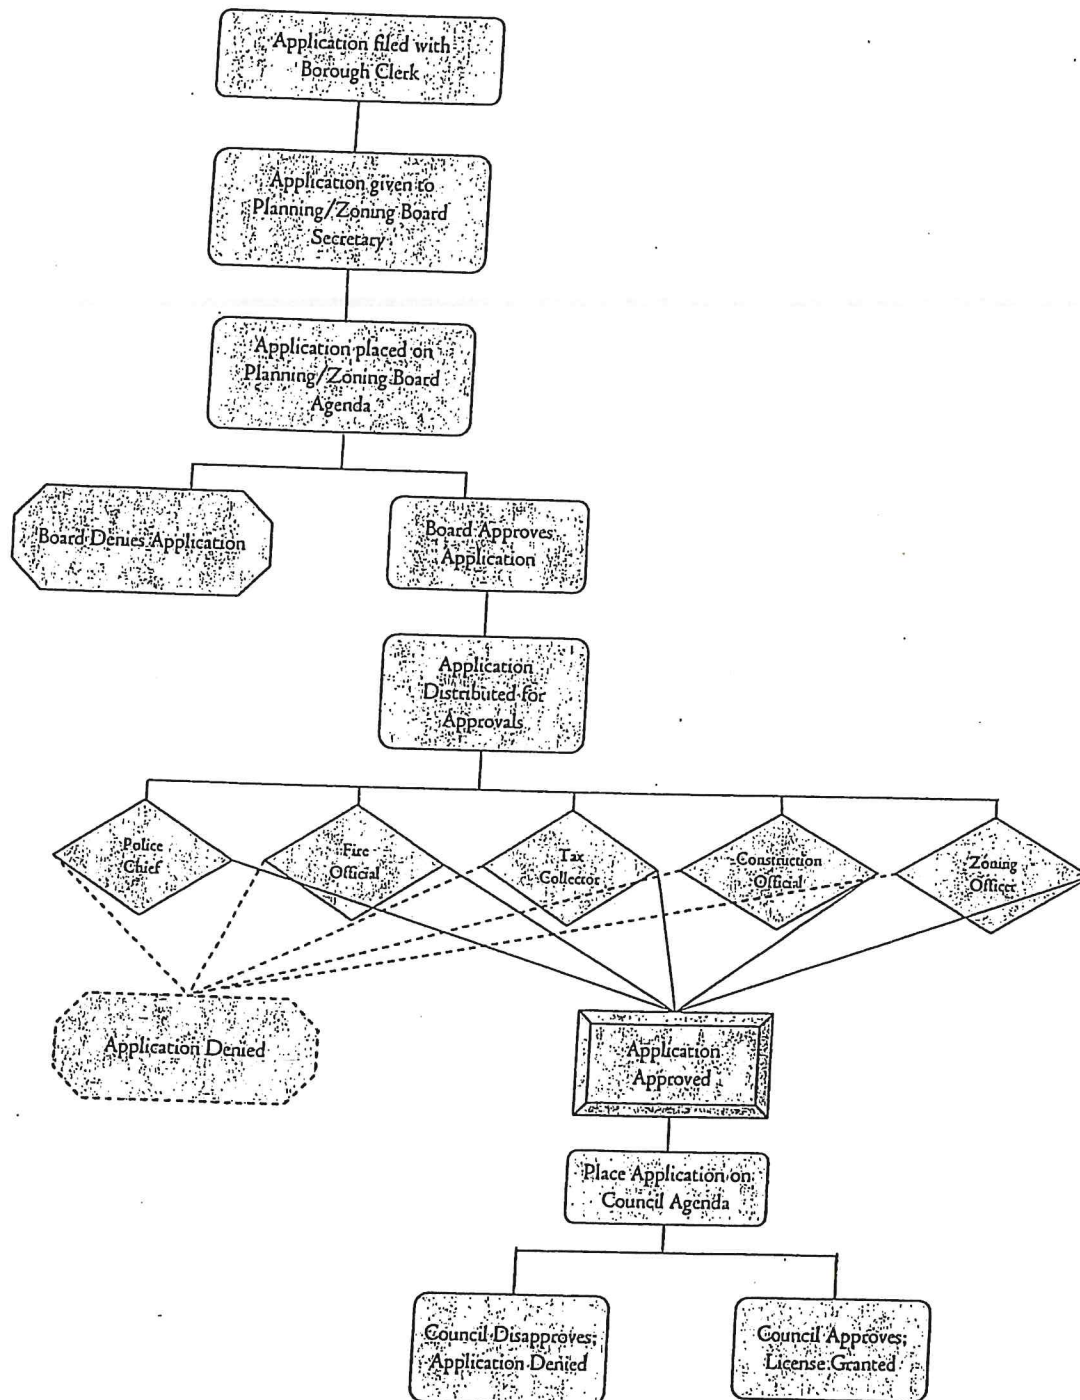 Application filed with
Borough Clerk
Application given to
Planning/Zoning Board
Secretary
Application placed on
Planning/Zoning Board
Agenda
Board Denies Application
Board Approves
Application
Application
Distributed for
Approvals
Police
Chief
Fire
Official
Tax
Collector
Construction
Official
Zoning
Officer
Application Denied
Application
Approved
Place Application on
Council Agenda
Council Disapproves;
Application Denied
Council Approves;
License Granted